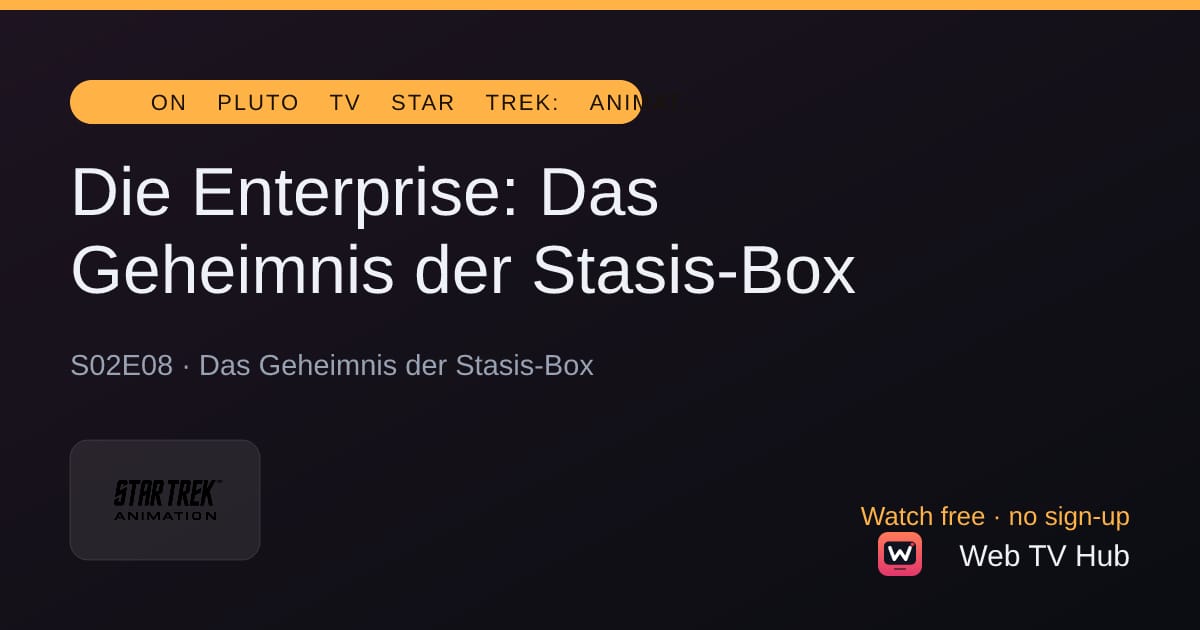 ON PLUTO TV STAR TREK:
Die Enterprise: Das
Geheimnis der Stasis-Box
S02E08 · Das Geheimnis der Stasis-Box
STAR TREK™
ANIMATION
Watch free · no sign-up
W
Web TV Hub